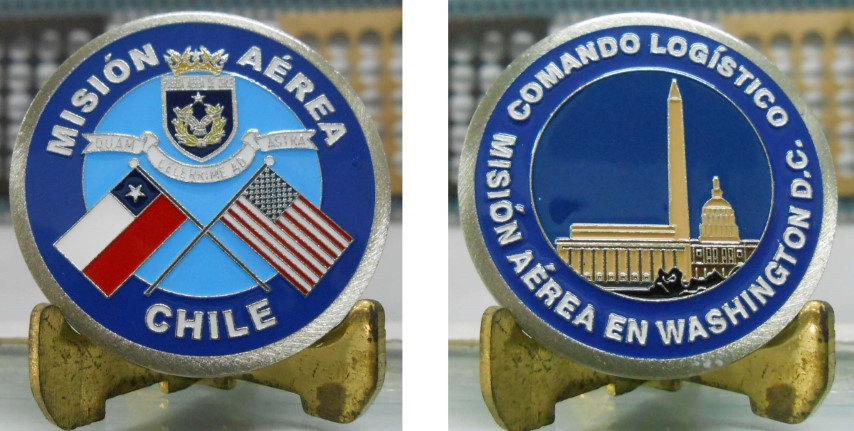 MISIÓN AÉREA
QUAM CELERRIME AD ASTRA
CHILE
COMANDO LOGÍSTICO
MISIÓN AÉREA EN WASHINGTON D.C.